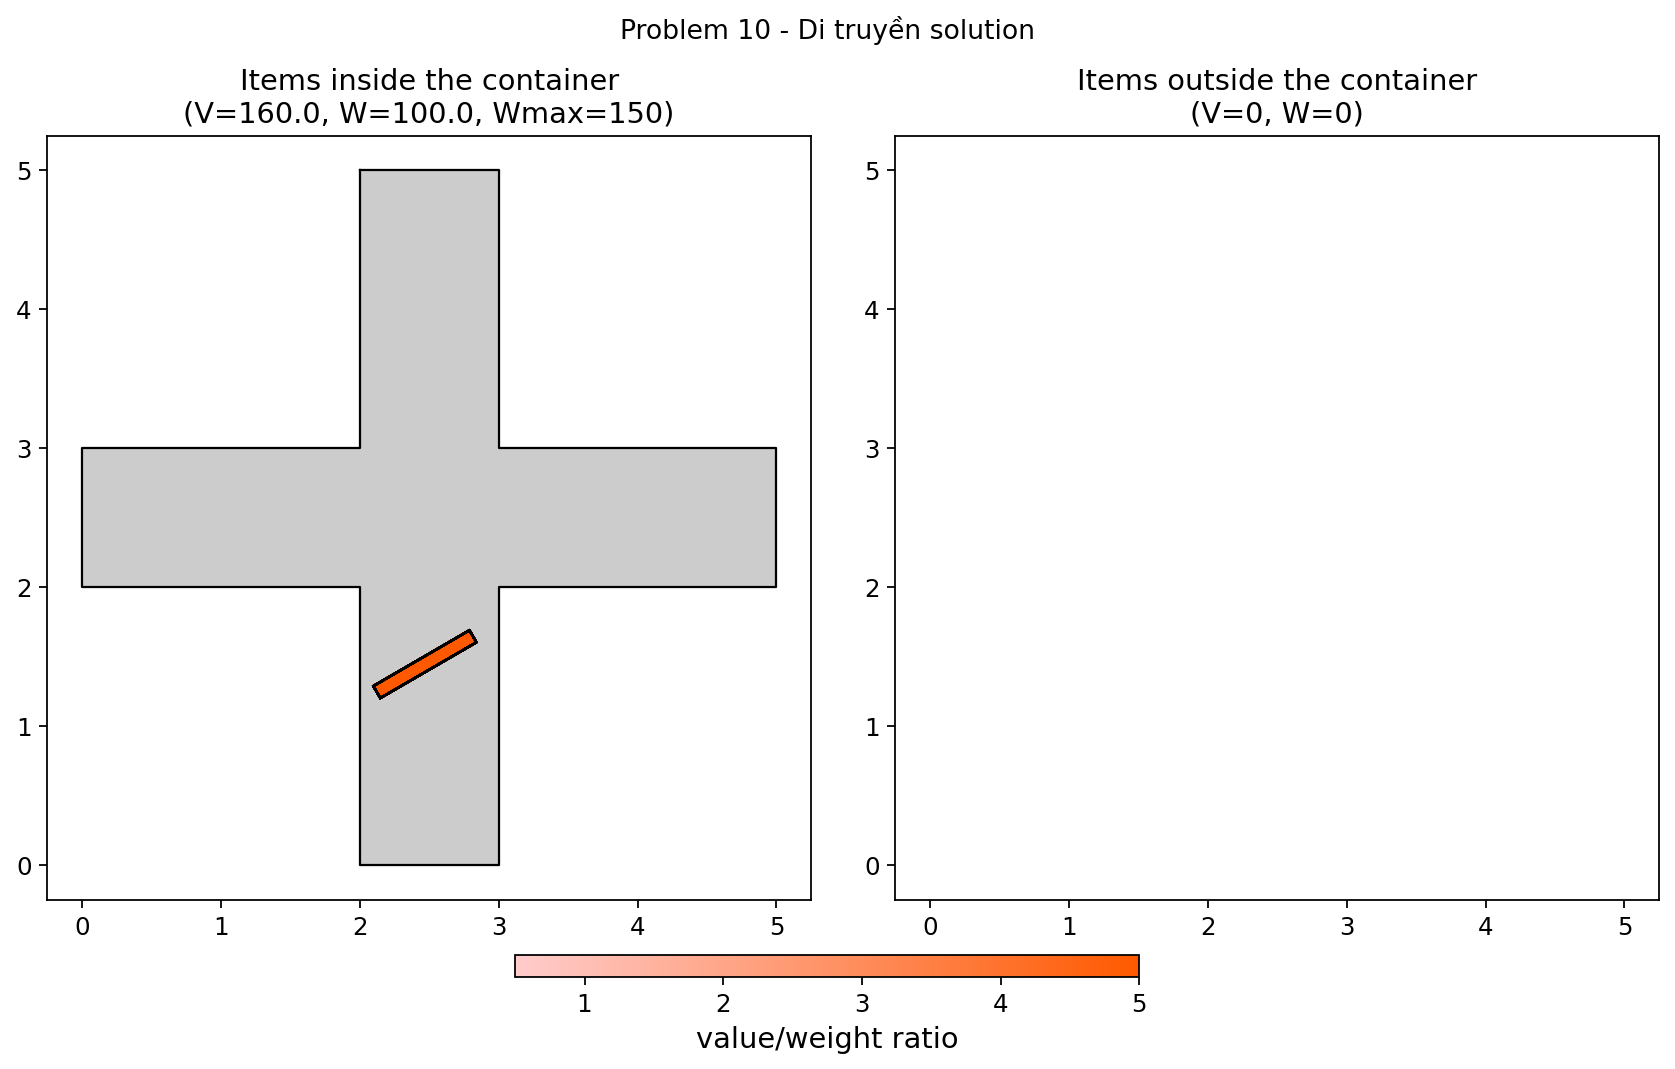 Problem 10 - Di truyền solution
Items inside the container
(V=160.0, W=100.0, Wmax=150)
5
4
3
2
1
0
0 1 2 3 4 5
Items outside the container
(V=0, W=0)
5
4
3
2
1
0
0 1 2 3 4 5
1 2 3 4 5
value/weight ratio